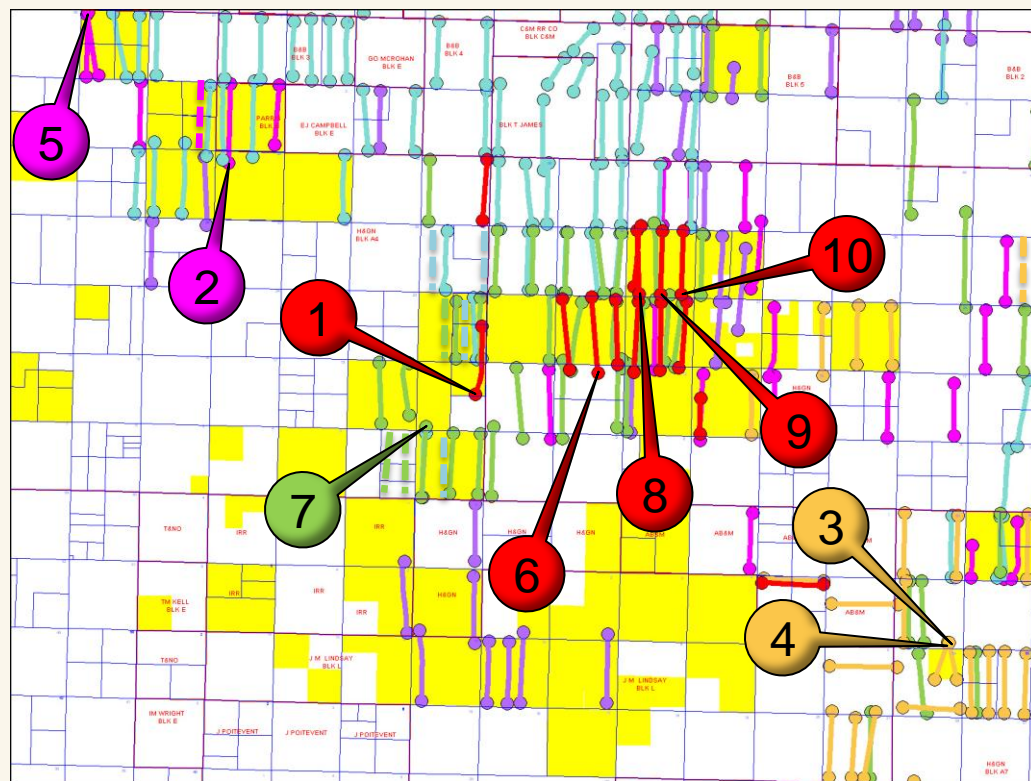 C&M RR CO
BLK C&M
B&B
BLK 3
GO MCROHAN
BLK E
B&B
BLK 4
B&B
BLK 5
B&B
BLK 2
5
EJ CAMPBELL
BLK E
BLK T JAMES
2
H&GN
BLK A6
10
1
H&GN
9
8
7
6
3
4
T&NO
IRR
IRR
H&GN
H&GN
H&GN
AB&M
AB&M
TM KELL
BLK E
IRR
IRR
IRR
H&GN
AB&M
T&NO
J M LINDSAY
BLK L
J M LINDSAY
BLK L
IM WRIGHT
BLK E
J POITEVENT
J POITEVENT
J POITEVENT
H&GN
BLK A7